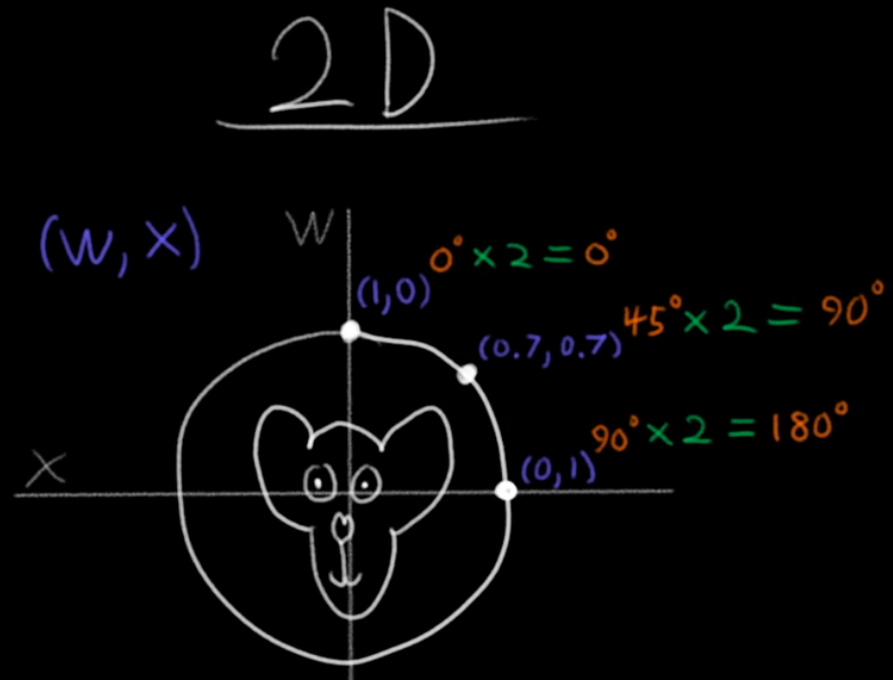 2D
(W, X)
W
(1,0) 0° × 2 = 0°
(0.7, 0.7) 45° × 2 = 90°
(0,1) 90° × 2 = 180°
X